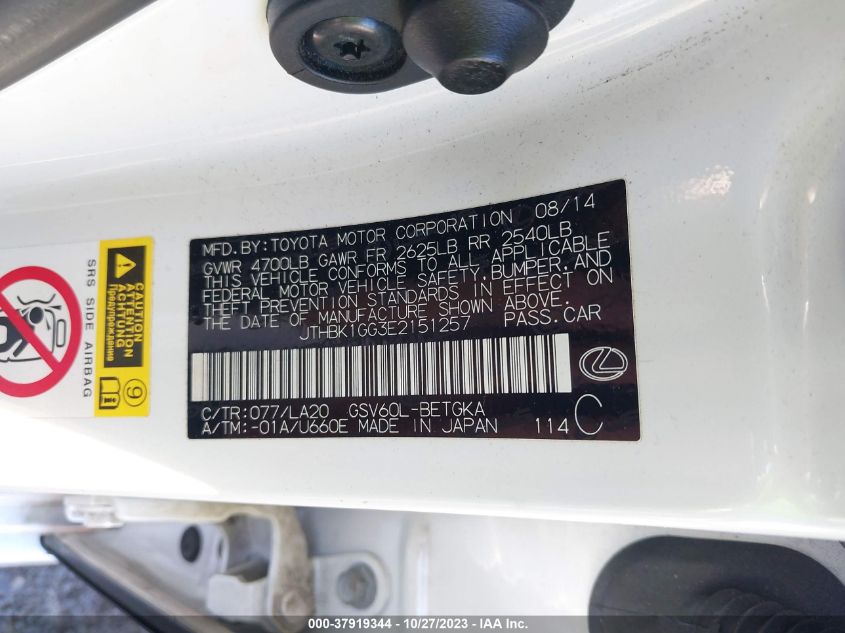 MFD.BY:TOYOTA MOTOR CORPORATION 08/14
GVWR 4700LB GAWR FR 2625LB RR 2540LB
THIS VEHICLE CONFORMS TO ALL APPLICABLE
FEDERAL MOTOR VEHICLE SAFETY,BUMPER,AND
THEFT PREVENTION STANDARDS IN EFFECT ON
THE DATE OF MANUFACTURE SHOWN ABOVE.
JTHBK1GG3E2151257 PASS.CAR
C/TR:077/LA20 GSV60L-BETGKA
A/TM:-01A/U660E MADE IN JAPAN 114 C
SRS SIDE AIRBAG
CAUTION
ATTENTION
ACHTUNG
Предупреждение
9
000-37919344 - 10/27/2023 - IAA Inc.